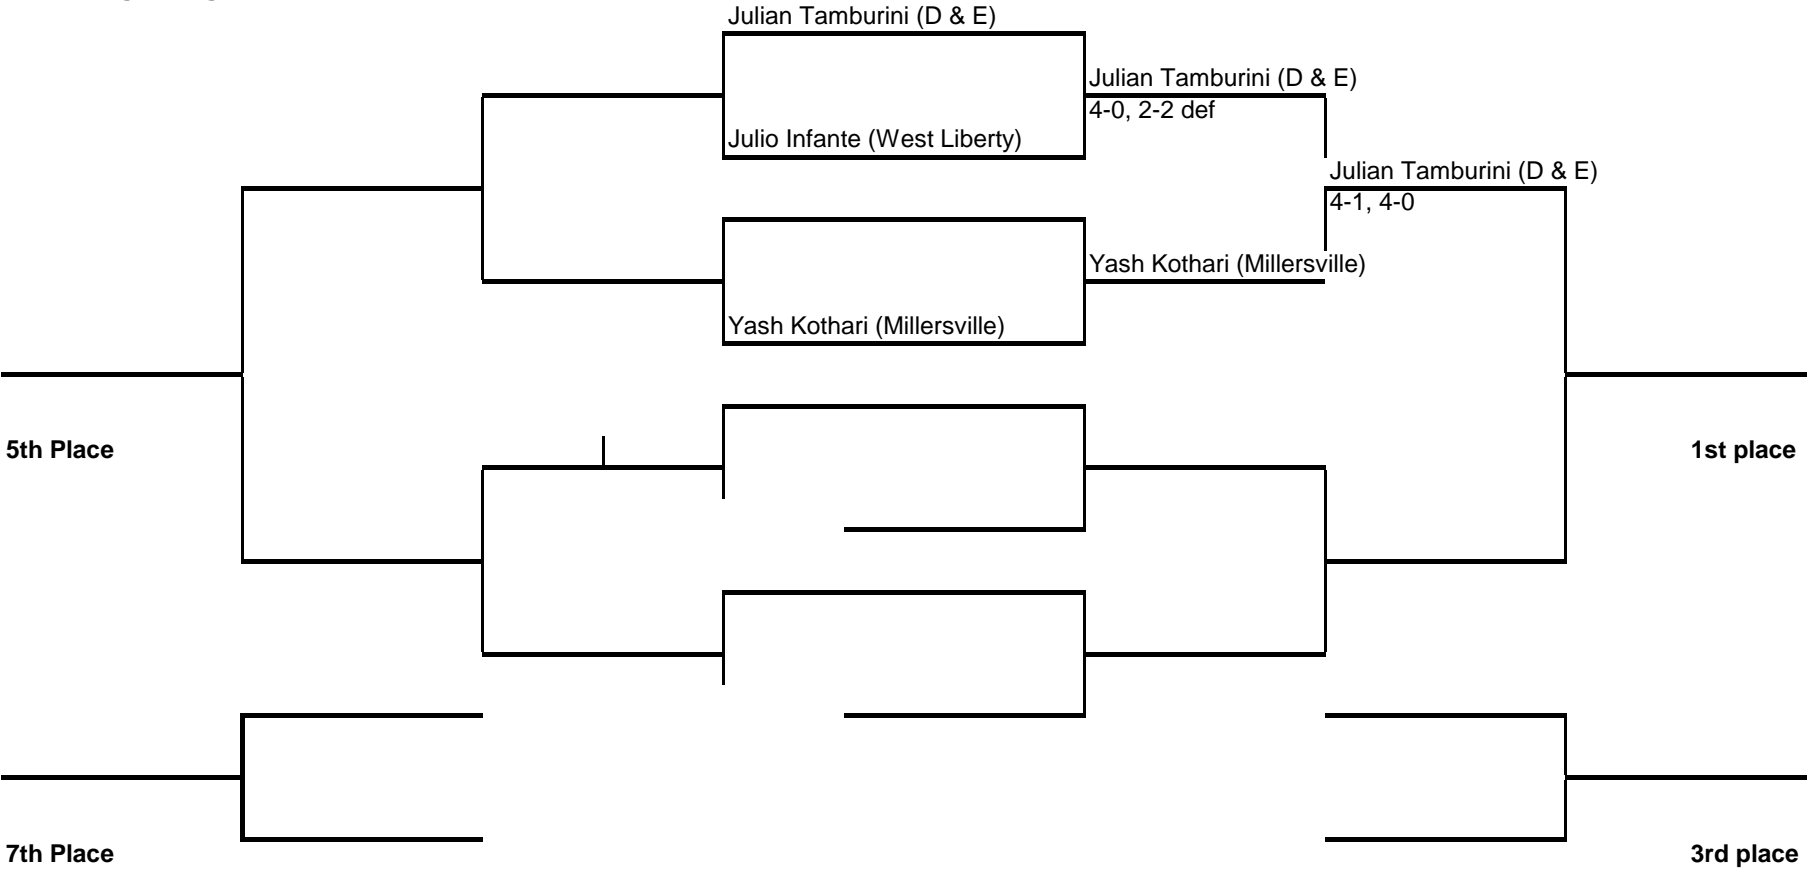 Julian Tamburini (D & E)
Julian Tamburini (D & E)
4-0, 2-2 def
Julio Infante (West Liberty)
Julian Tamburini (D & E)
4-1, 4-0
Yash Kothari (Millersville)
Yash Kothari (Millersville)
5th Place
1st place
7th Place
3rd place